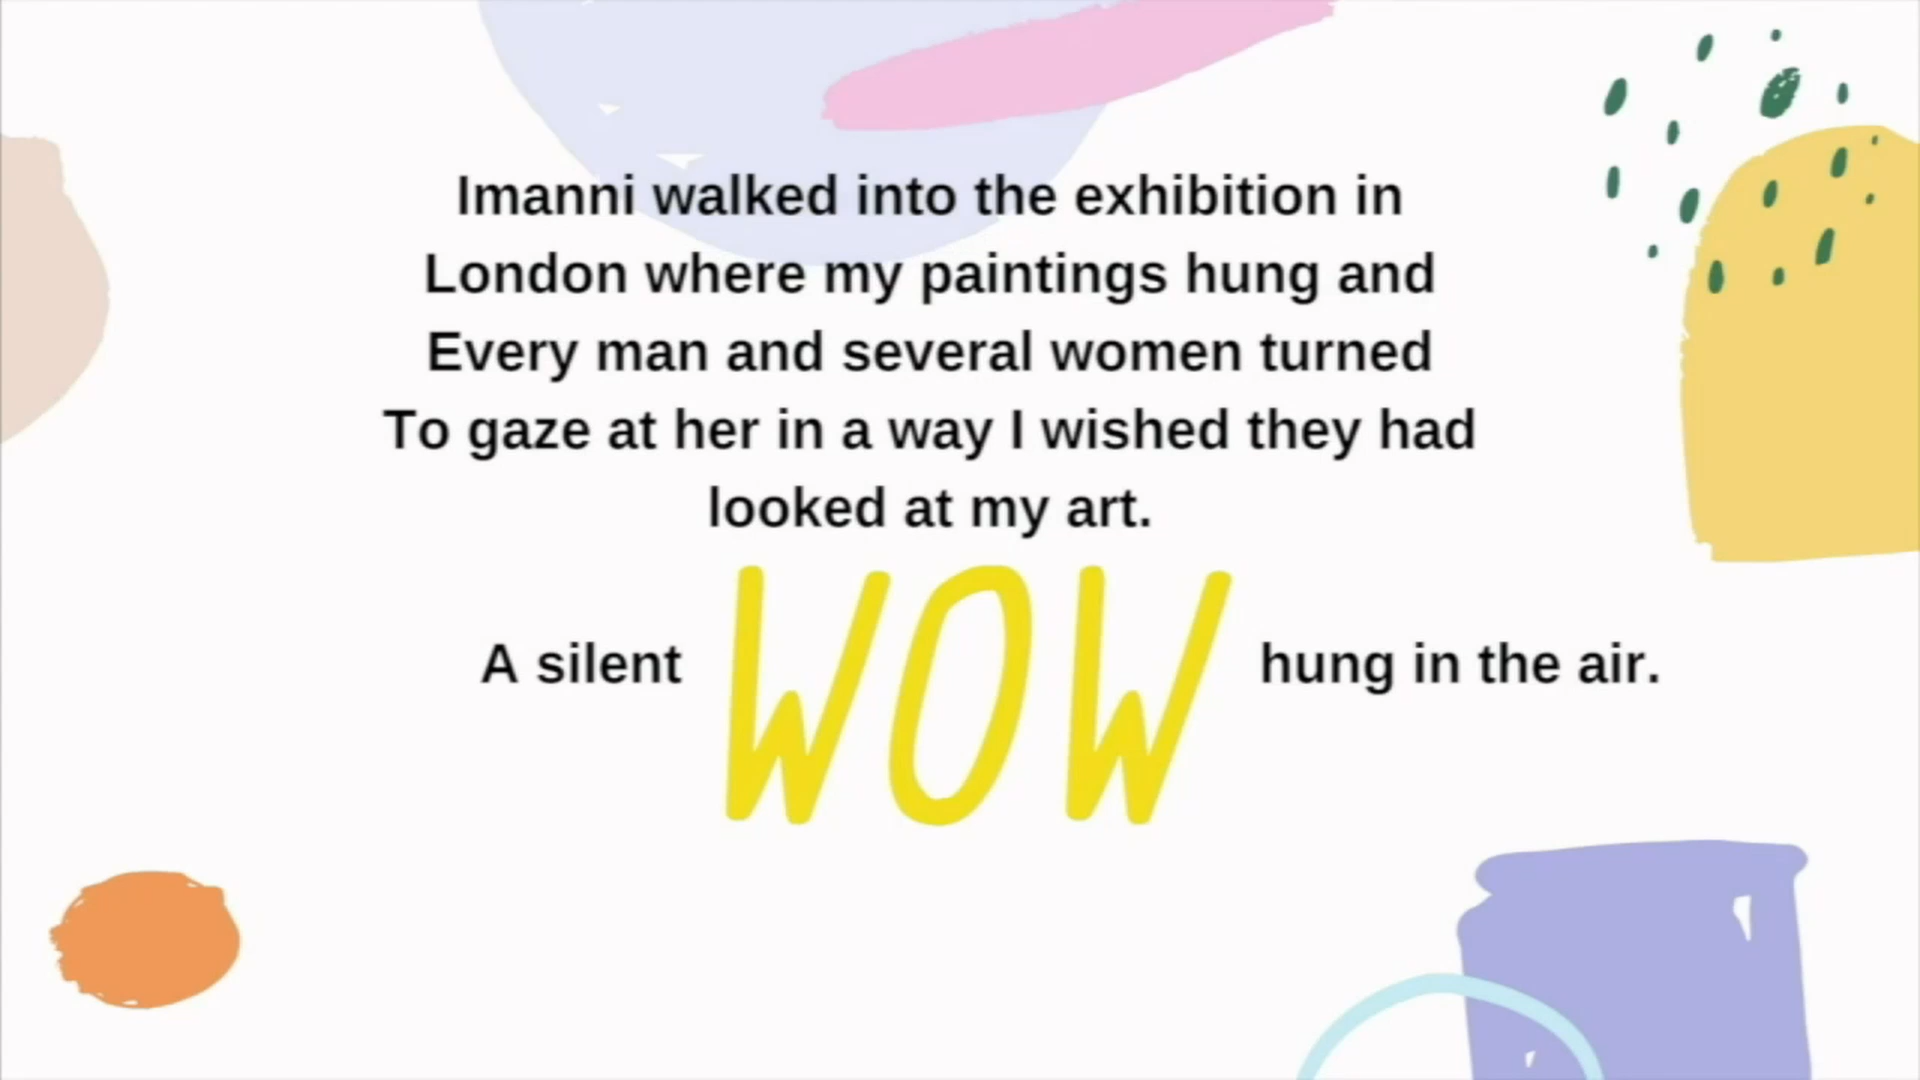 Imanni walked into the exhibition in
London where my paintings hung and
Every man and several women turned
To gaze at her in a way I wished they had
looked at my art.
A silent WOW hung in the air.